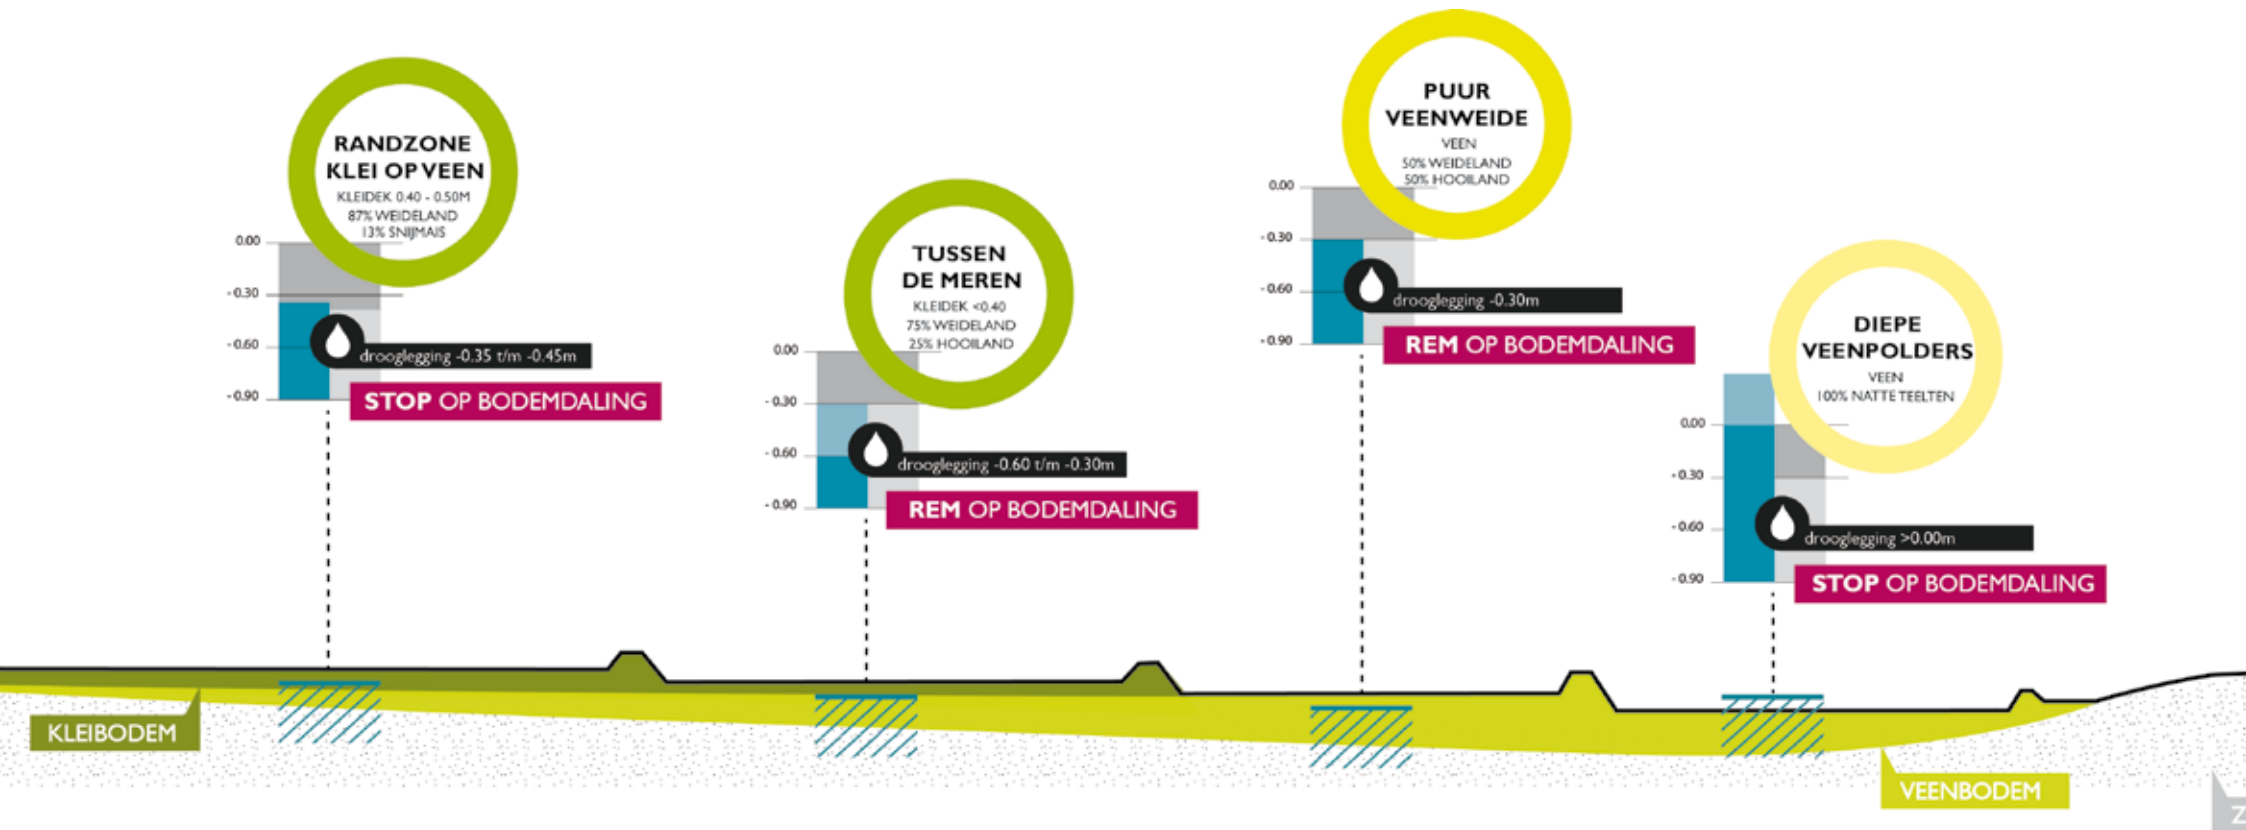 RANDZONE
KLEI OP VEEN
KLEIDEK 0.40 - 0.50M
87% WEIDELAND
13% SNIJMAIS
0.00
-0.30
-0.60
-0.90
drooglegging -0.35 t/m -0.45m
STOP OP BODEMDALING
TUSSEN
DE MEREN
KLEIDEK <0.40
75% WEIDELAND
25% HOOILAND
0.00
-0.30
-0.60
-0.90
drooglegging -0.60 t/m -0.30m
REM OP BODEMDALING
PUUR
VEENWEIDE
VEEN
50% WEIDELAND
50% HOOILAND
0.00
-0.30
-0.60
-0.90
drooglegging -0.30m
REM OP BODEMDALING
DIEPE
VEENPOLDERS
VEEN
100% NATTE TEELTEN
0.00
-0.30
-0.60
-0.90
drooglegging >0.00m
STOP OP BODEMDALING
KLEIBODEM
VEENBODEM
Z